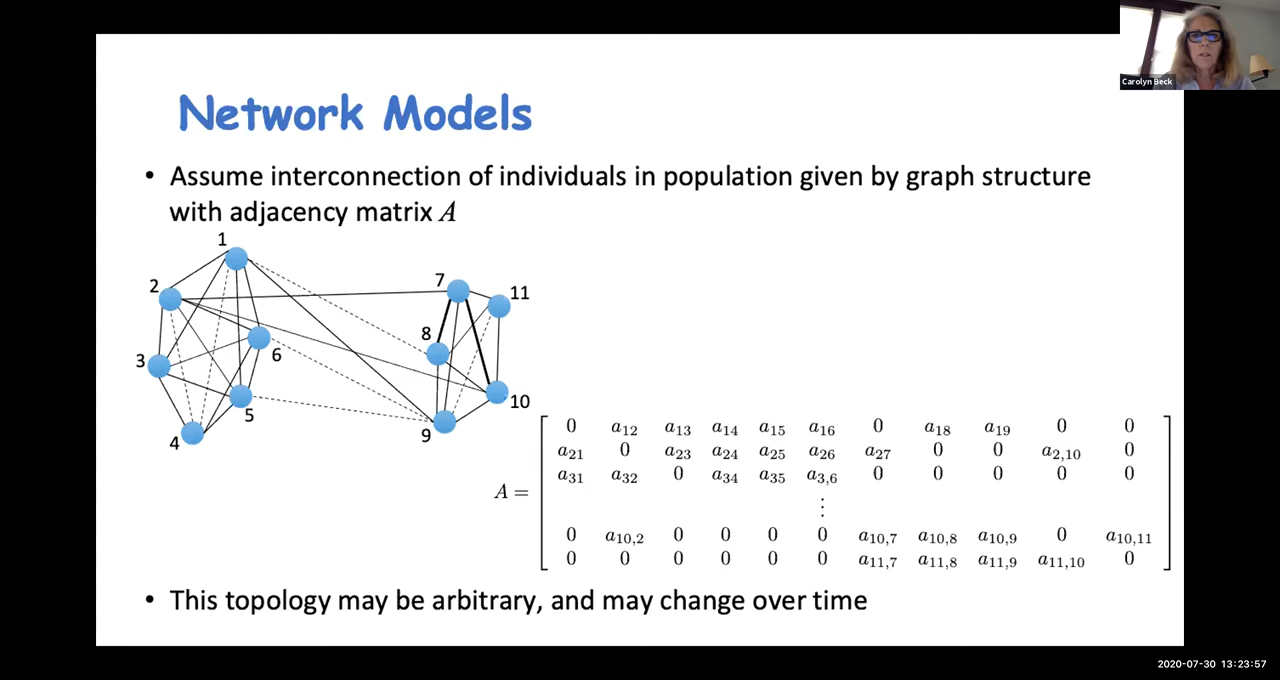 Carolyn Beck
Network Models
• Assume interconnection of individuals in population given by graph structure
with adjacency matrix A
1
2
3
4
5
6
7
8
9
10
11
A =
0 a12 a13 a14 a15 a16 0 a18 a19 0 0
a21 0 a23 a24 a25 a26 a27 0 0 a2,10 0
a31 a32 0 a34 a35 a3,6 0 0 0 0 0
⋮
0 a10,2 0 0 0 0 a10,7 a10,8 a10,9 0 a10,11
0 0 0 0 0 0 a11,7 a11,8 a11,9 a11,10 0
• This topology may be arbitrary, and may change over time
2020-07-30 13:23:57